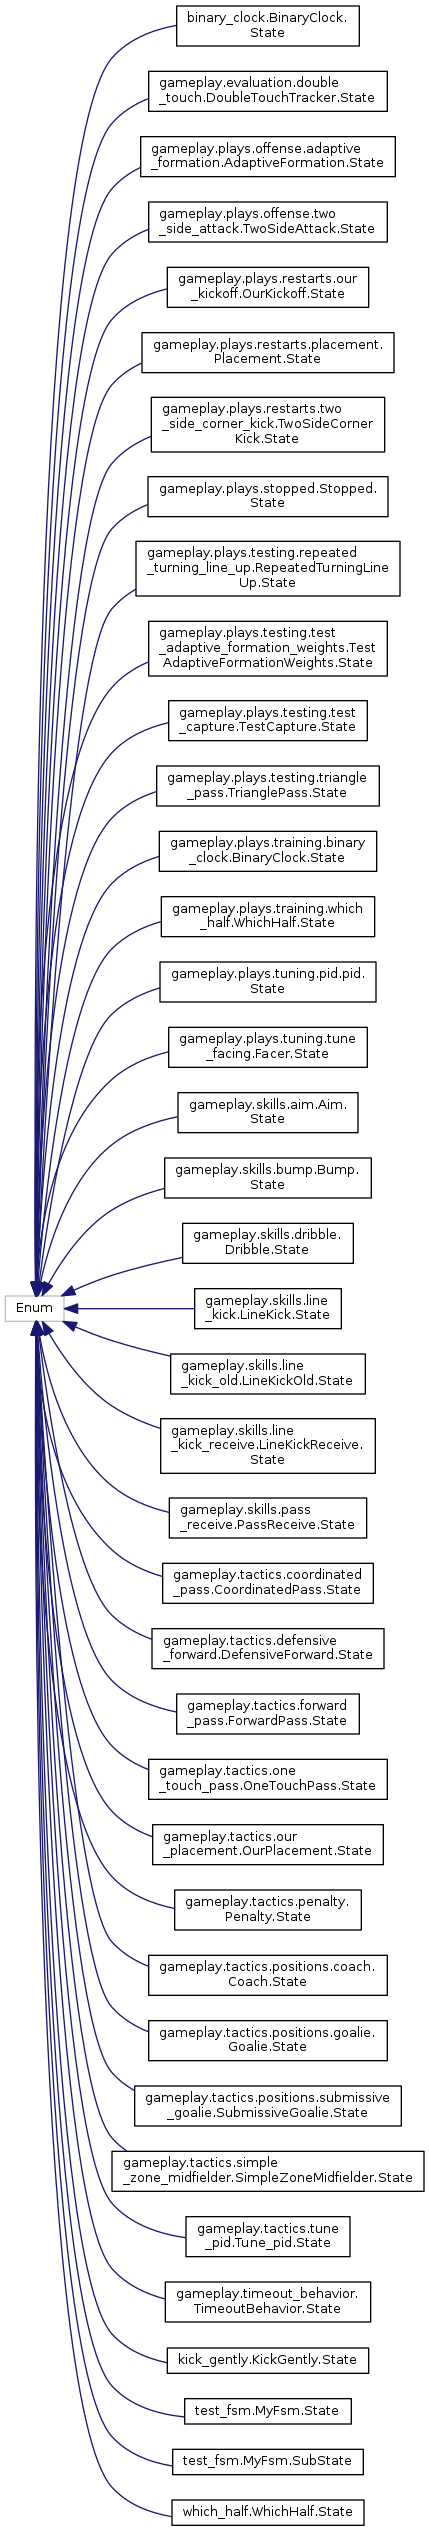 binary_clock.BinaryClock.
State
gameplay.evaluation.double
_touch.DoubleTouchTracker.State
gameplay.plays.offense.adaptive
_formation.AdaptiveFormation.State
gameplay.plays.offense.two
_side_attack.TwoSideAttack.State
gameplay.plays.restarts.our
_kickoff.OurKickoff.State
gameplay.plays.restarts.placement.
Placement.State
gameplay.plays.restarts.two
_side_corner_kick.TwoSideCorner
Kick.State
gameplay.plays.stopped.Stopped.
State
gameplay.plays.testing.repeated
_turning_line_up.RepeatedTurningLine
Up.State
gameplay.plays.testing.test
_adaptive_formation_weights.Test
AdaptiveFormationWeights.State
gameplay.plays.testing.test
_capture.TestCapture.State
gameplay.plays.testing.triangle
_pass.TrianglePass.State
gameplay.plays.training.binary
_clock.BinaryClock.State
gameplay.plays.training.which
_half.WhichHalf.State
gameplay.plays.tuning.pid.pid.
State
gameplay.plays.tuning.tune
_facing.Facer.State
gameplay.skills.aim.Aim.
State
gameplay.skills.bump.Bump.
State
gameplay.skills.dribble.
Dribble.State
Enum
gameplay.skills.line
_kick.LineKick.State
gameplay.skills.line
_kick_old.LineKickOld.State
gameplay.skills.line
_kick_receive.LineKickReceive.
State
gameplay.skills.pass
_receive.PassReceive.State
gameplay.tactics.coordinated
_pass.CoordinatedPass.State
gameplay.tactics.defensive
_forward.DefensiveForward.State
gameplay.tactics.forward
_pass.ForwardPass.State
gameplay.tactics.one
_touch_pass.OneTouchPass.State
gameplay.tactics.our
_placement.OurPlacement.State
gameplay.tactics.penalty.
Penalty.State
gameplay.tactics.positions.coach.
Coach.State
gameplay.tactics.positions.goalie.
Goalie.State
gameplay.tactics.positions.submissive
_goalie.SubmissiveGoalie.State
gameplay.tactics.simple
_zone_midfielder.SimpleZoneMidfielder.State
gameplay.tactics.tune
_pid.Tune_pid.State
gameplay.timeout_behavior.
TimeoutBehavior.State
kick_gently.KickGently.State
test_fsm.MyFsm.State
test_fsm.MyFsm.SubState
which_half.WhichHalf.State